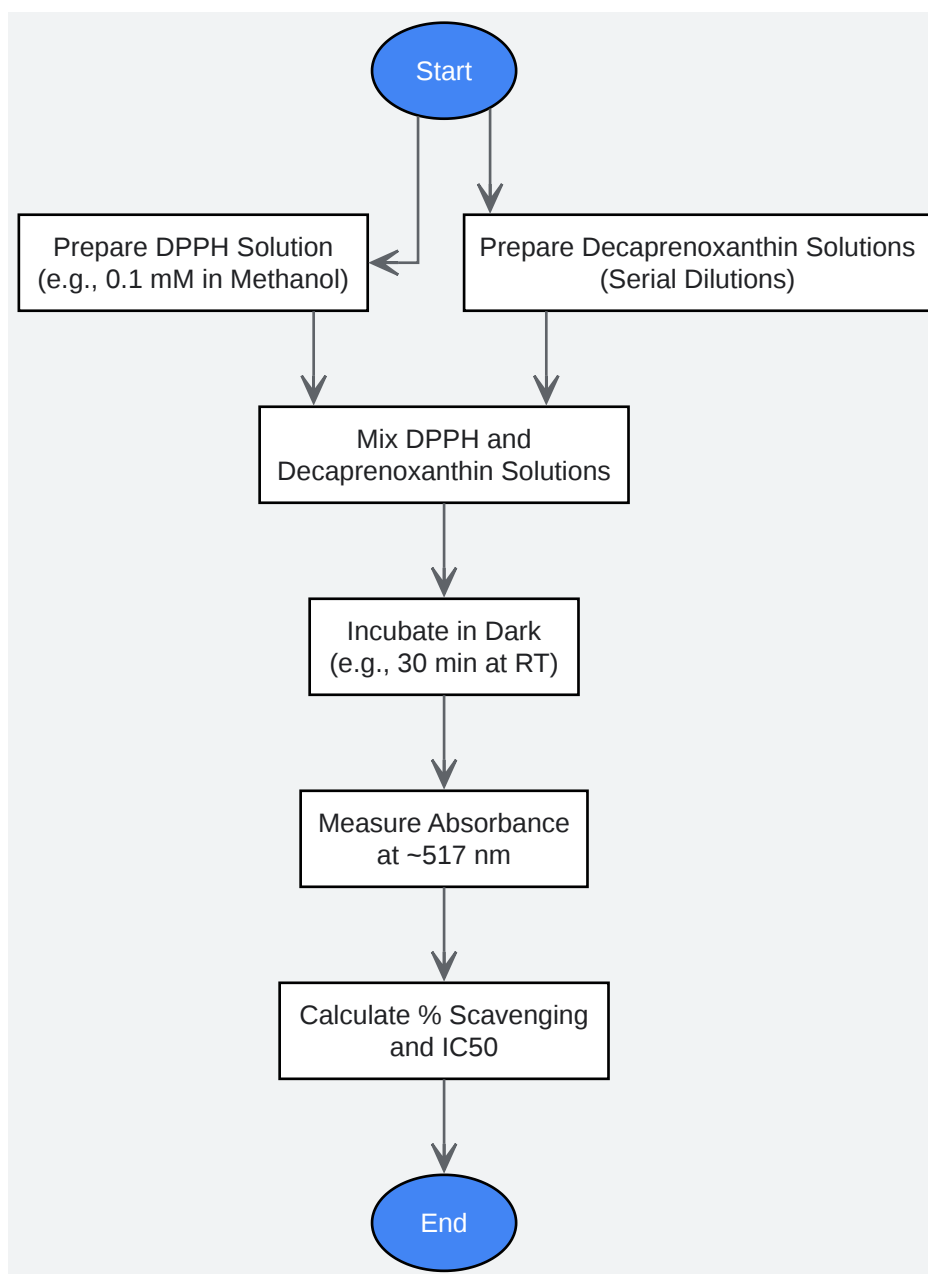 Start
Prepare DPPH Solution
(e.g., 0.1 mM in Methanol)
Prepare Decaprenoxanthin Solutions
(Serial Dilutions)
Mix DPPH and
Decaprenoxanthin Solutions
Incubate in Dark
(e.g., 30 min at RT)
Measure Absorbance
at ~517 nm
Calculate % Scavenging
and IC50
End